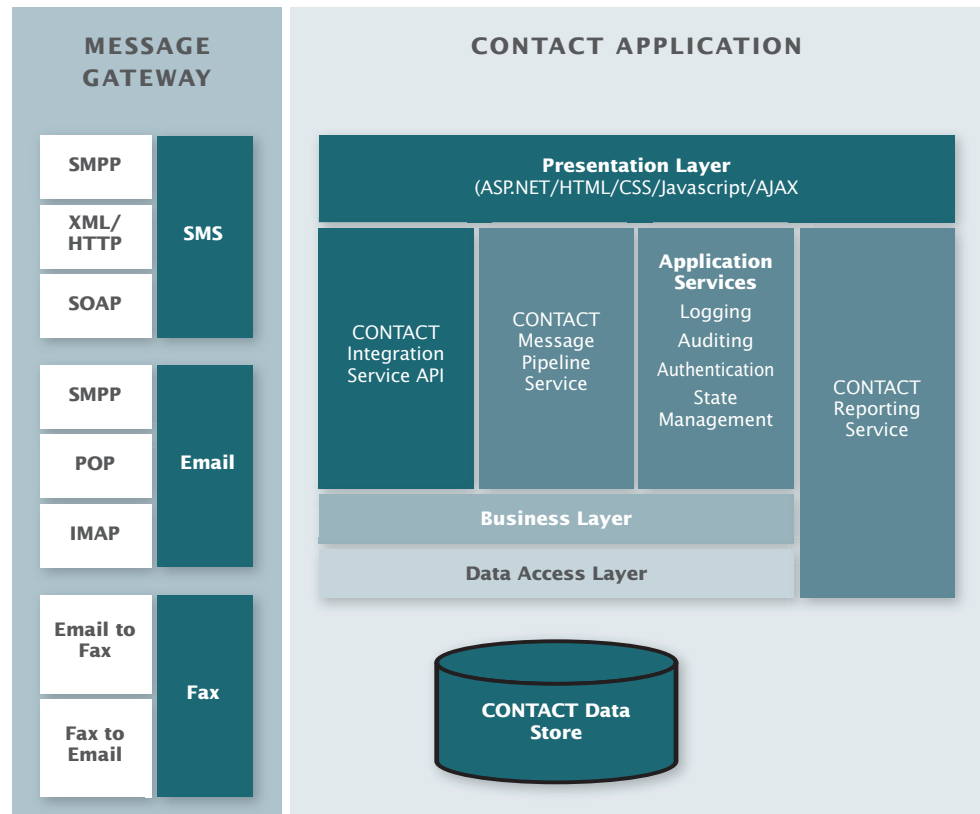 MESSAGE
GATEWAY
SMPP
XML/
HTTP
SOAP
SMS
SMPP
POP
IMAP
Email
Email to
Fax
Fax to
Email
Fax
CONTACT APPLICATION
Presentation Layer
(ASP.NET/HTML/CSS/Javascript/AJAX
CONTACT
Integration
Service API
CONTACT
Message
Pipeline
Service
Application
Services
Logging
Auditing
Authentication
State
Management
CONTACT
Reporting
Service
Business Layer
Data Access Layer
CONTACT Data
Store